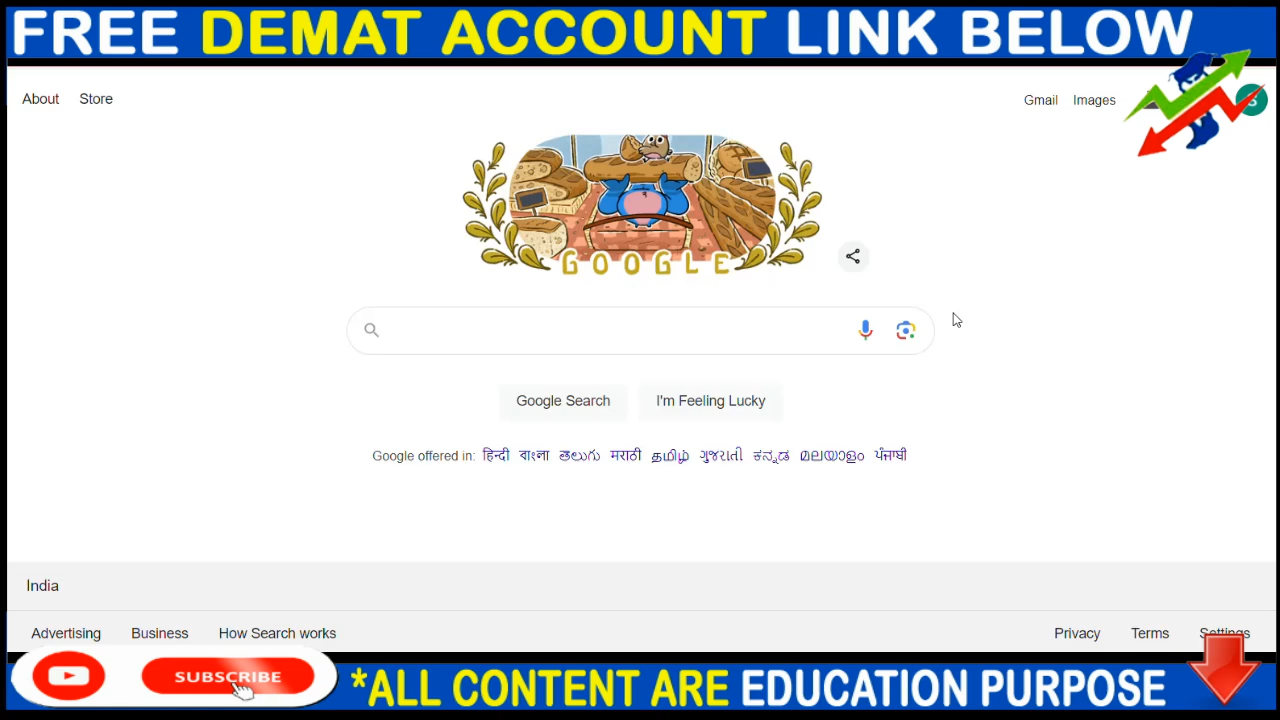 FREE DEMAT ACCOUNT LINK BELOW
About Store Gmail Images
GOOGLE
Google Search I'm Feeling Lucky
Google offered in: हिन्दी বাংলা తెలుగు मराठी தமிழ் ગુજરાતી ಕನ್ನಡ മലയാളം ਪੰਜਾਬੀ
India
Advertising Business How Search works Privacy Terms Settings
SUBSCRIBE
*ALL CONTENT ARE EDUCATION PURPOSE